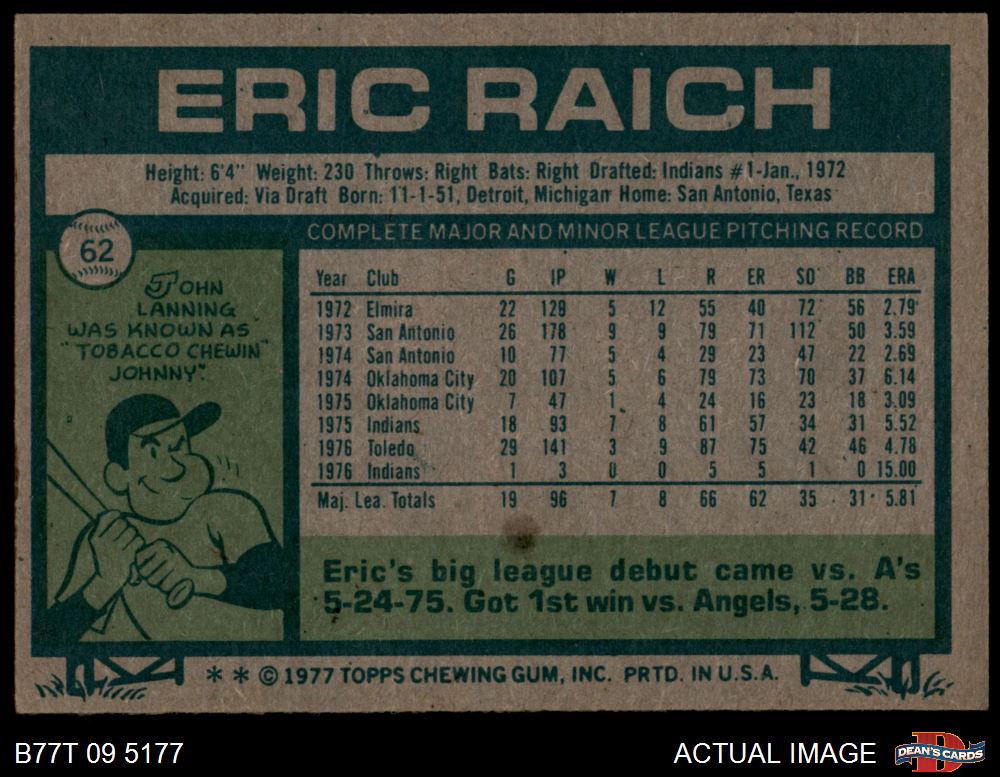 ERIC RAICH
Height: 6'4" Weight: 230 Throws: Right Bats: Right Drafted: Indians #1-Jan., 1972
Acquired: Via Draft Born: 11-1-51, Detroit, Michigan Home: San Antonio, Texas
62
COMPLETE MAJOR AND MINOR LEAGUE PITCHING RECORD
JOHN
LANNING
WAS KNOWN AS
"TOBACCO CHEWIN'
JOHNNY."
Year Club G IP W L R ER SO BB ERA
1972 Elmira 22 129 5 12 55 40 72 56 2.79
1973 San Antonio 26 178 9 9 79 71 112 50 3.59
1974 San Antonio 10 77 5 4 29 23 47 22 2.69
1974 Oklahoma City 20 107 5 6 79 73 70 37 6.14
1975 Oklahoma City 7 47 1 4 24 16 23 18 3.09
1975 Indians 18 93 7 8 61 57 34 31 5.52
1976 Toledo 29 141 3 9 87 75 42 46 4.78
1976 Indians 1 3 0 0 5 5 1 0 15.00
Maj. Lea. Totals 19 96 7 8 66 62 35 31 5.81
Eric's big league debut came vs. A's
5-24-75. Got 1st win vs. Angels, 5-28.
* * © 1977 TOPPS CHEWING GUM, INC. PRTD. IN U.S.A.
B77T 09 5177
ACTUAL IMAGE
D
DEAN'S CARDS